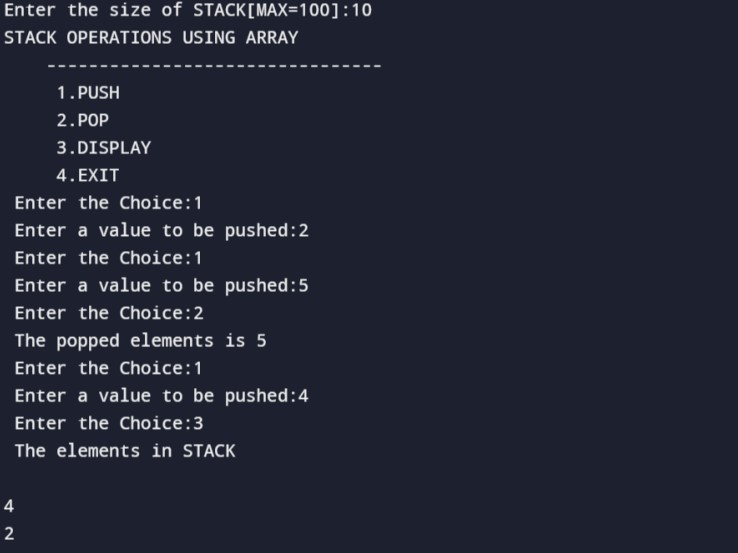 Enter the size of STACK[MAX=100]:10
STACK OPERATIONS USING ARRAY
--------------------------------
1.PUSH
2.POP
3.DISPLAY
4.EXIT
Enter the Choice:1
Enter a value to be pushed:2
Enter the Choice:1
Enter a value to be pushed:5
Enter the Choice:2
The popped elements is 5
Enter the Choice:1
Enter a value to be pushed:4
Enter the Choice:3
The elements in STACK
4
2